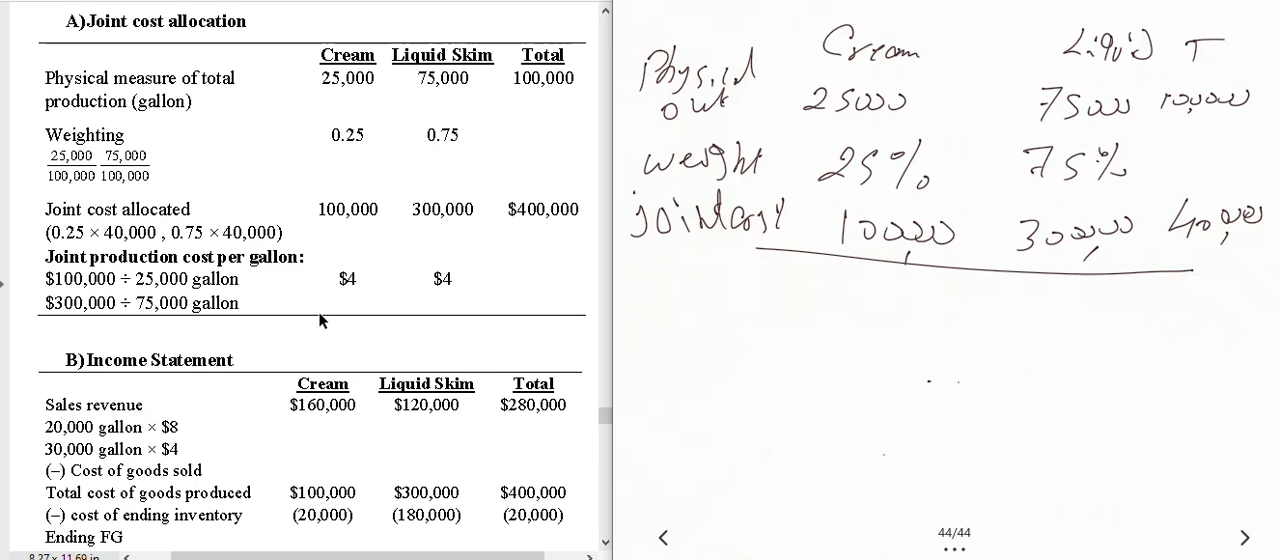 A) Joint cost allocation
Cream Liquid Skim Total
Physical measure of total 25,000 75,000 100,000
production (gallon)
Weighting 0.25 0.75
25,000 75,000
100,000 100,000
Joint cost allocated 100,000 300,000 $400,000
(0.25 × 40,000 , 0.75 × 40,000)
Joint production cost per gallon:
$100,000 ÷ 25,000 gallon $4 $4
$300,000 ÷ 75,000 gallon
B) Income Statement
Cream Liquid Skim Total
Sales revenue $160,000 $120,000 $280,000
20,000 gallon × $8
30,000 gallon × $4
(–) Cost of goods sold
Total cost of goods produced $100,000 $300,000 $400,000
(–) cost of ending inventory (20,000) (180,000) (20,000)
Ending FG
8.27 x 11.69 in
Cream Liquid T
Physical
out 25000 75000
weight 25% 75%
joint cost
44/44